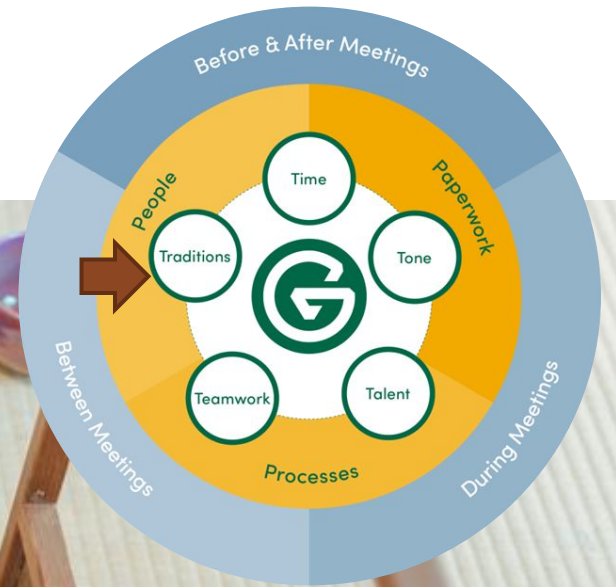 Before & After Meetings
People
Paperwork
Time
Traditions
Tone
Teamwork
Talent
Between Meetings
Processes
During Meetings